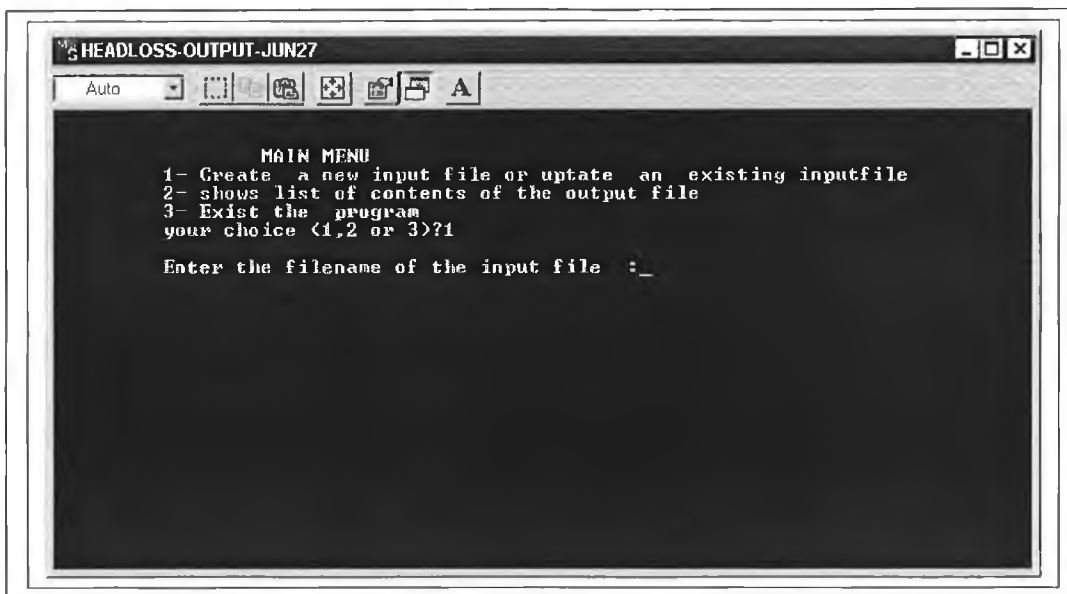 HEADLOSS-OUTPUT-JUN27
Auto
A
MAIN MENU
1- Create a new input file or uptate an existing inputfile
2- shows list of contents of the output file
3- Exist the program
your choice (1,2 or 3)?1
Enter the filename of the input file :_